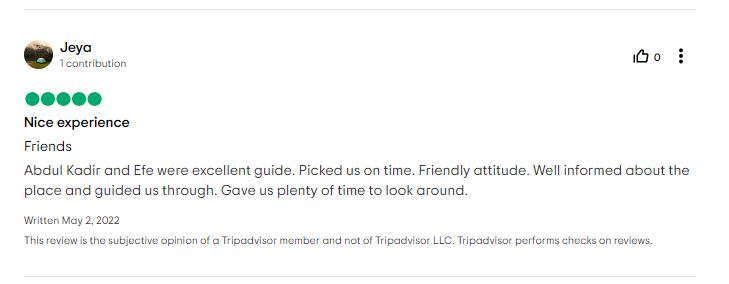 Jeya
1 contribution
0
Nice experience
Friends
Abdul Kadir and Efe were excellent guide. Picked us on time. Friendly attitude. Well informed about the
place and guided us through. Gave us plenty of time to look around.
Written May 2, 2022
This review is the subjective opinion of a Tripadvisor member and not of Tripadvisor LLC. Tripadvisor performs checks on reviews.